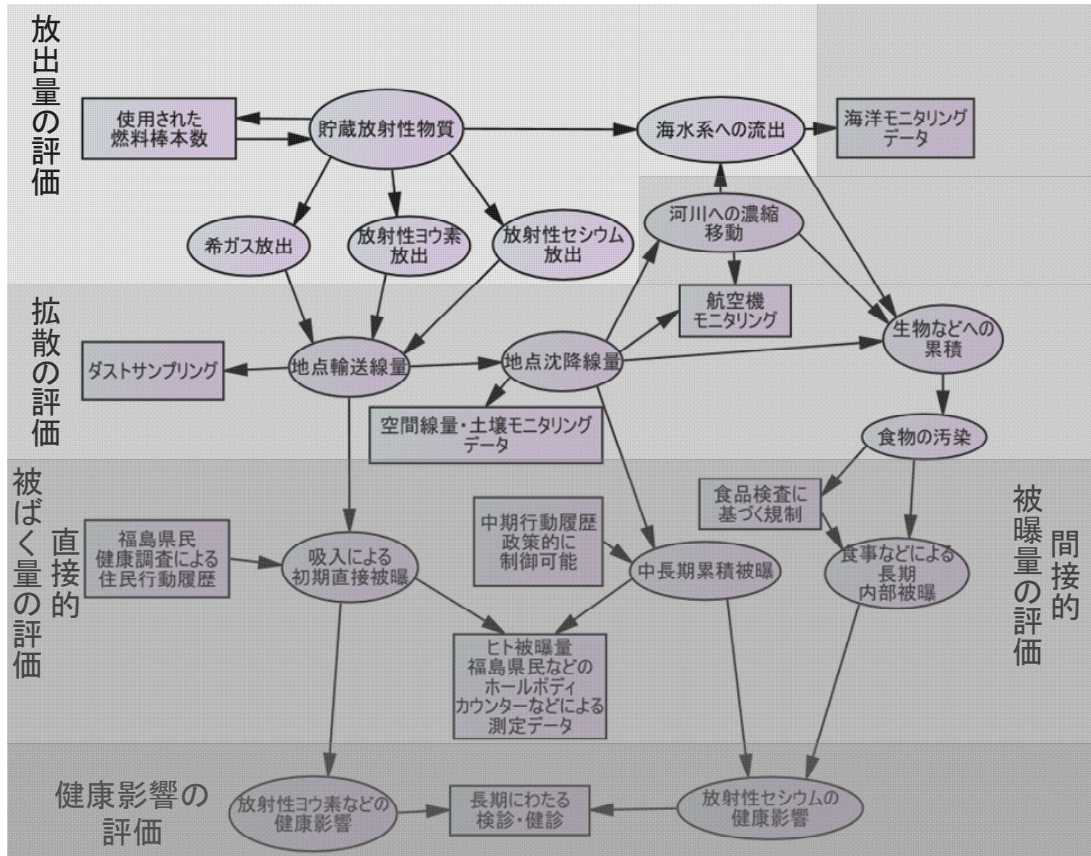 放出量の評価
使用された
燃料棒本数
貯蔵放射性物質
海水系への流出
海洋モニタリング
データ
希ガス放出
放射性ヨウ素
放出
放射性セシウム
放出
河川への濃縮
移動
航空機
モニタリング
拡散の評価
ダストサンプリング
地点輸送線量
地点沈降線量
生物などへの
累積
空間線量・土壌モニタリング
データ
食物の汚染
直接的
被ばく量の評価
福島県民
健康調査による
住民行動履歴
吸入による
初期直接被曝
中期行動履歴
政策的に
制御可能
中長期累積被曝
食品検査に
基づく規制
食事などによる
長期
内部被曝
間接的
被曝量の評価
ヒト被曝量
福島県民などの
ホールボディ
カウンターなどによる
測定データ
健康影響の
評価
放射性ヨウ素などの
健康影響
長期にわたる
検診・健診
放射性セシウムの
健康影響